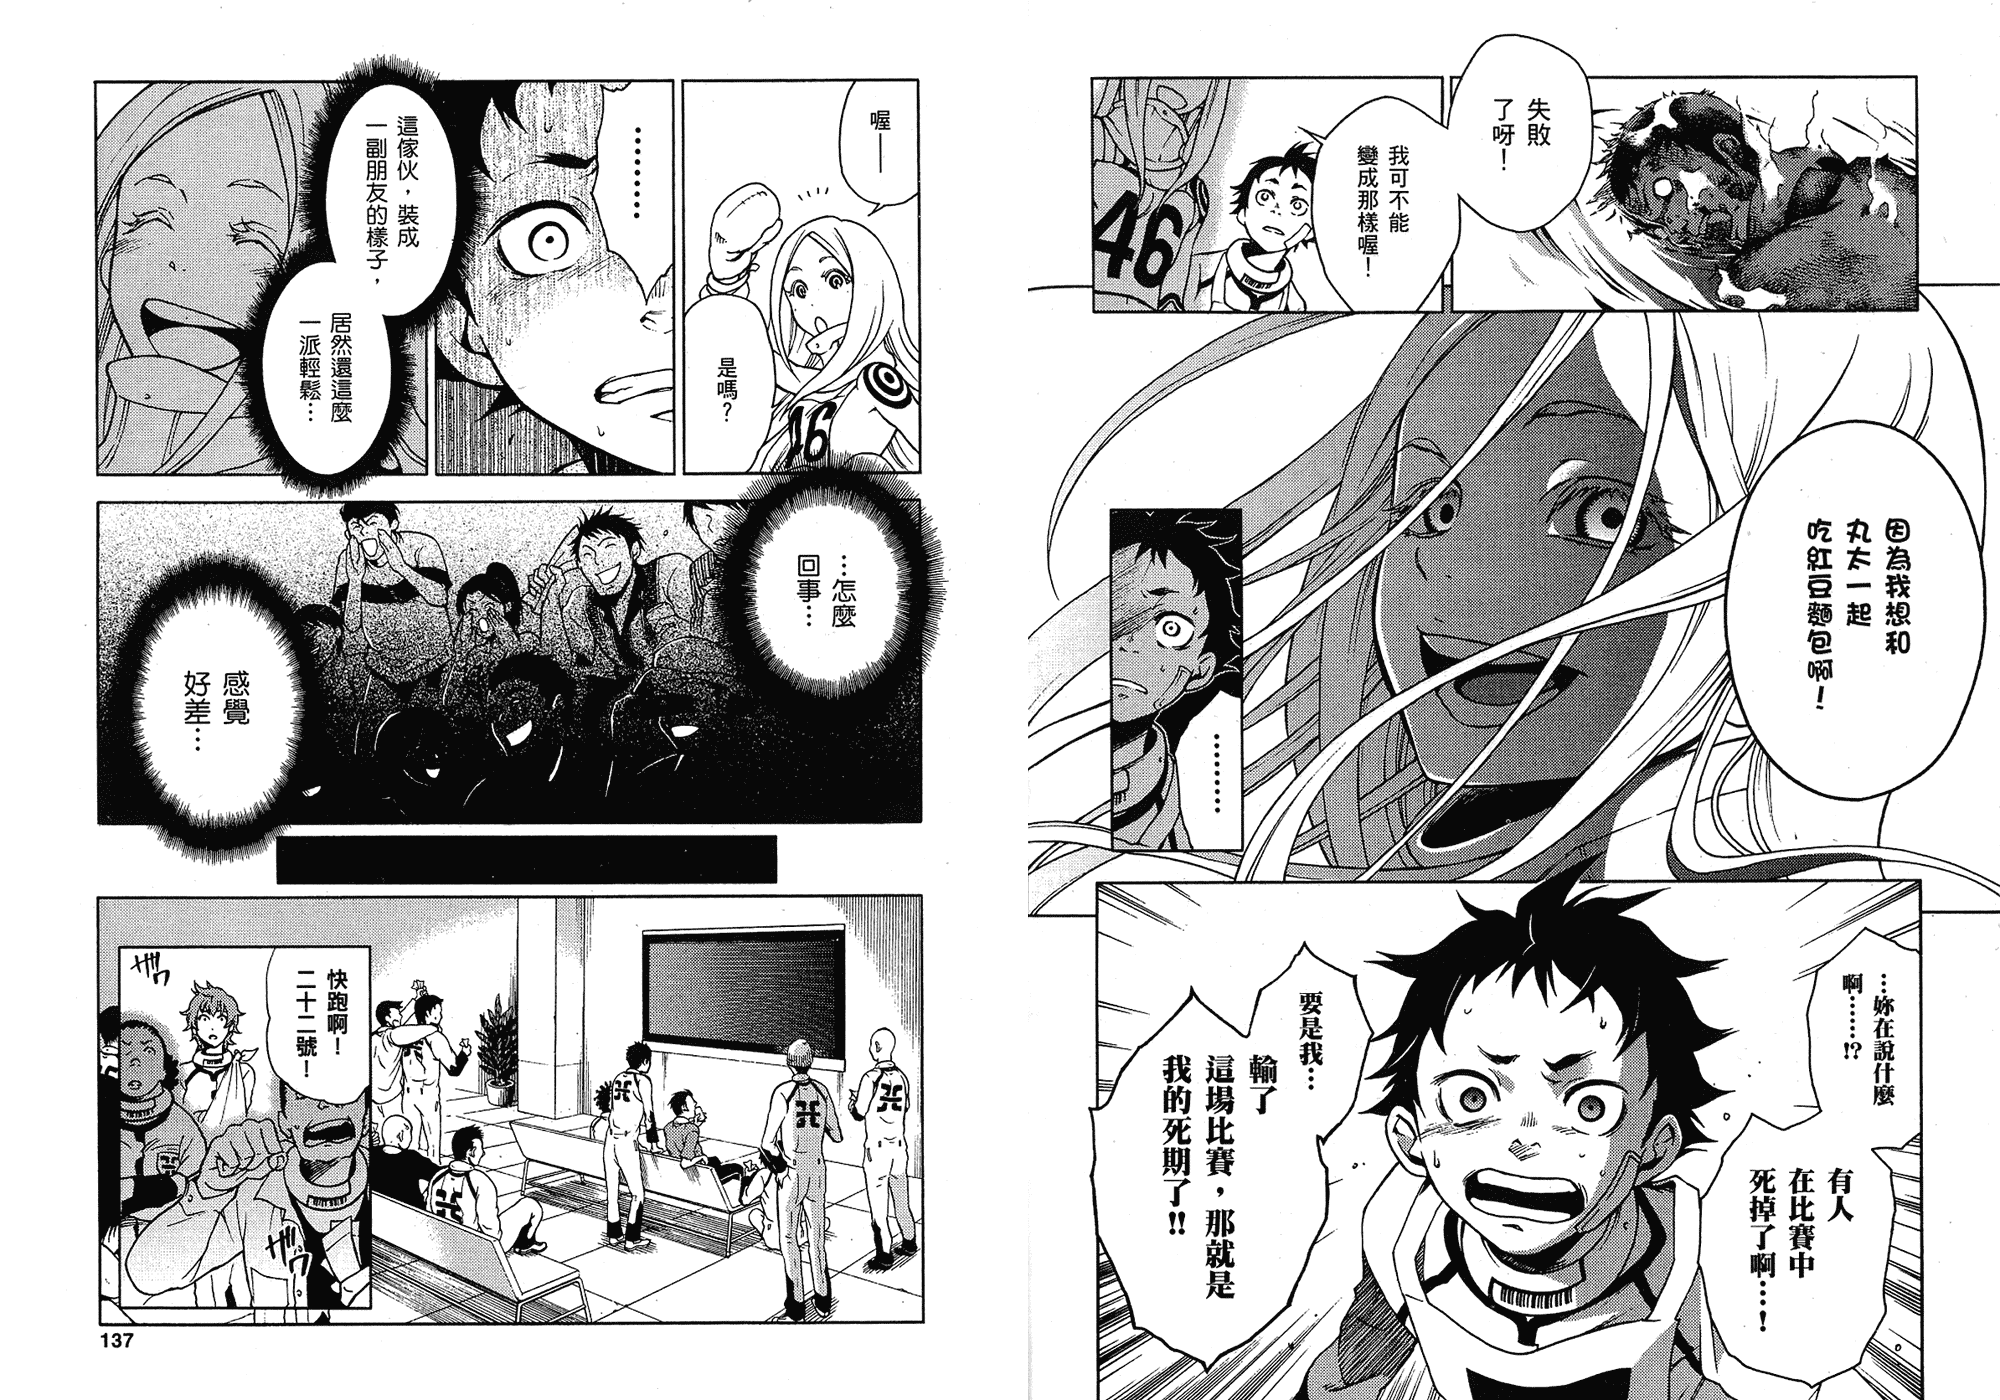 失敗
了呀！
我可不能
變成那樣喔！
46
因為我想和
丸太一起
吃紅豆麵包啊！
………
…妳在說什麼
啊……!?
有人
在比賽中
死掉了啊……！
要是我…
輸了
這場比賽，那就是
我的死期了!!
喔——
是嗎？
46
………
這傢伙，裝成
一副朋友的樣子，
居然還這麼
一派輕鬆…
…怎麼
回事…
感覺
好差…
快跑啊！
二十二號！
ザワ
ザワ
137